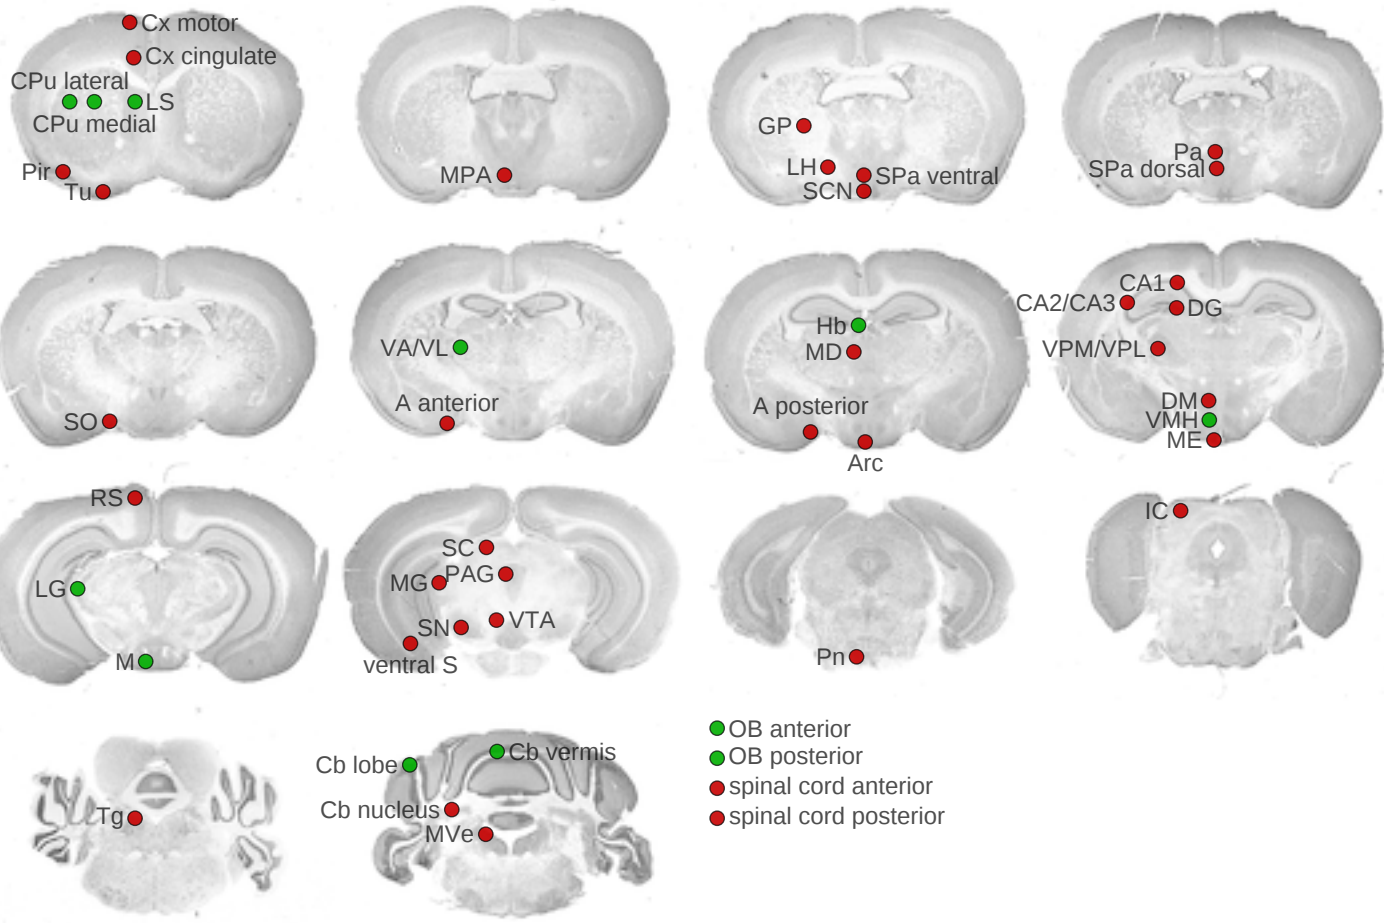 Cx motor
Cx cingulate
CPu lateral
LS
CPu medial
Pir
Tu
MPA
GP
LH
SPa ventral
SCN
Pa
SPa dorsal
SO
VA/VL
A anterior
Hb
MD
A posterior
Arc
CA1
CA2/CA3
DG
VPM/VPL
DM
VMH
ME
RS
LG
M
SC
MG
PAG
SN
VTA
ventral S
Pn
IC
Tg
Cb lobe
Cb vermis
Cb nucleus
MVe
OB anterior
OB posterior
spinal cord anterior
spinal cord posterior